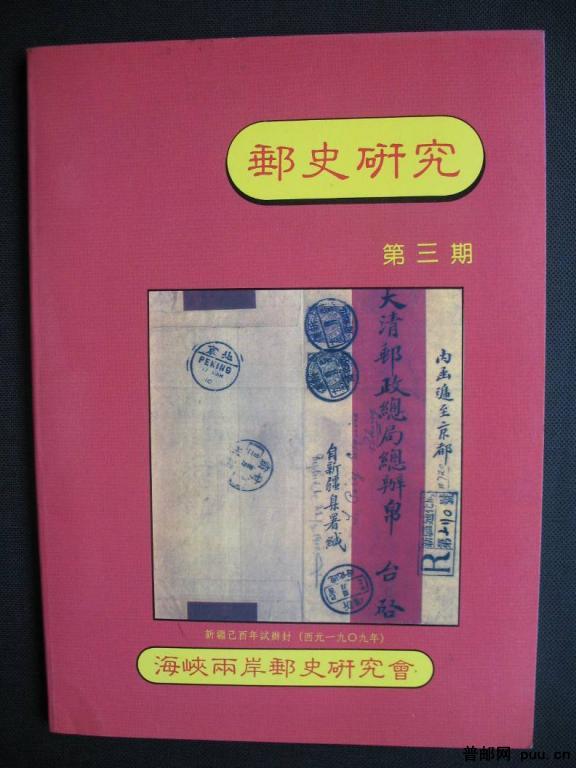 郵史研究
第三期
北京
PEKING
內函遞至京都
大清郵政總局總辦帛
台啓
自新疆臬署緘
R
新疆己酉年試辦封(西元一九〇九年)
海峽兩岸郵史研究會
普邮网 puu.cn